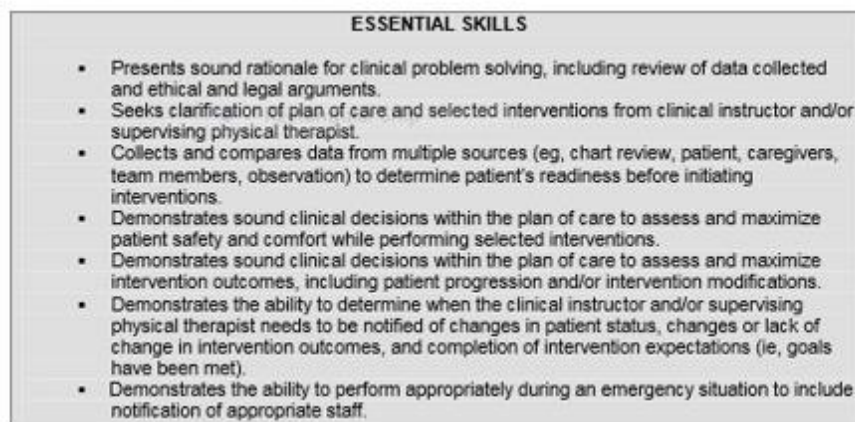 ESSENTIAL SKILLS
▪ Presents sound rationale for clinical problem solving, including review of data collected
and ethical and legal arguments.
▪ Seeks clarification of plan of care and selected interventions from clinical instructor and/or
supervising physical therapist.
▪ Collects and compares data from multiple sources (eg, chart review, patient, caregivers,
team members, observation) to determine patient's readiness before initiating
interventions.
▪ Demonstrates sound clinical decisions within the plan of care to assess and maximize
patient safety and comfort while performing selected interventions.
▪ Demonstrates sound clinical decisions within the plan of care to assess and maximize
intervention outcomes, including patient progression and/or intervention modifications.
▪ Demonstrates the ability to determine when the clinical instructor and/or supervising
physical therapist needs to be notified of changes in patient status, changes or lack of
change in intervention outcomes, and completion of intervention expectations (ie, goals
have been met).
▪ Demonstrates the ability to perform appropriately during an emergency situation to include
notification of appropriate staff.